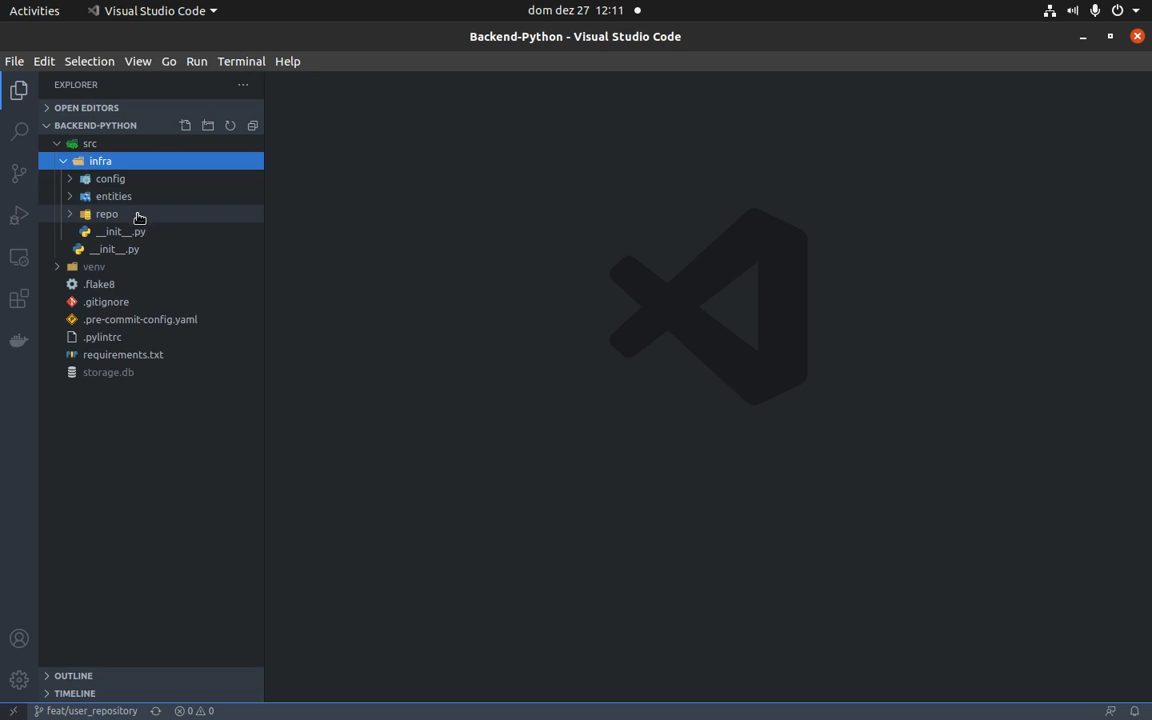 Activities Visual Studio Code dom dez 27 12:11
Backend-Python - Visual Studio Code
File Edit Selection View Go Run Terminal Help
EXPLORER
OPEN EDITORS
BACKEND-PYTHON
src
infra
config
entities
repo
__init__.py
__init__.py
venv
.flake8
.gitignore
.pre-commit-config.yaml
.pylintrc
requirements.txt
storage.db
OUTLINE
TIMELINE
feat/user_repository 0 0